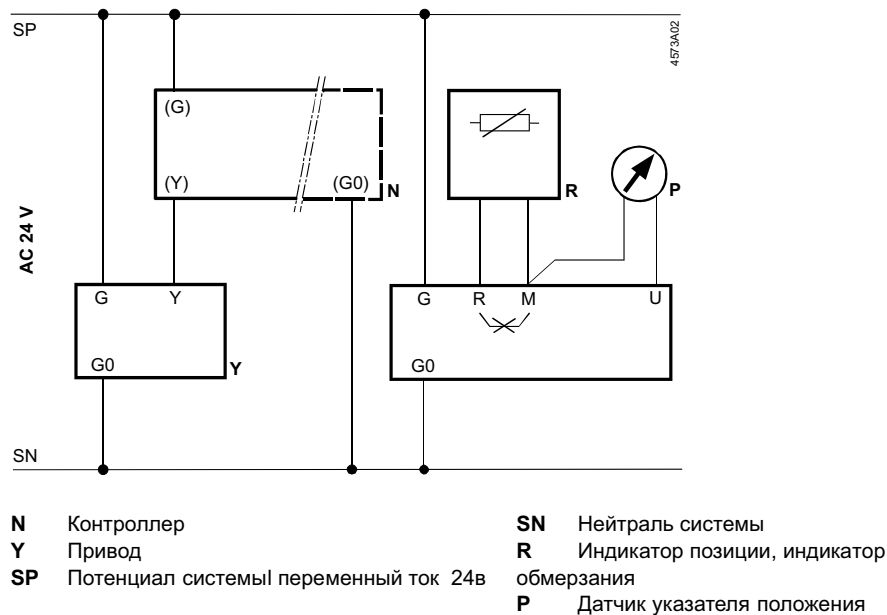 SP
4573A02
(G)
(Y) (G0) N
R
P
AC 24 V
G Y
G0 Y
G R M U
G0
SN
N Контроллер
Y Привод
SP Потенциал системыl переменный ток 24в
SN Нейтраль системы
R Индикатор позиции, индикатор
обмерзания
P Датчик указателя положения